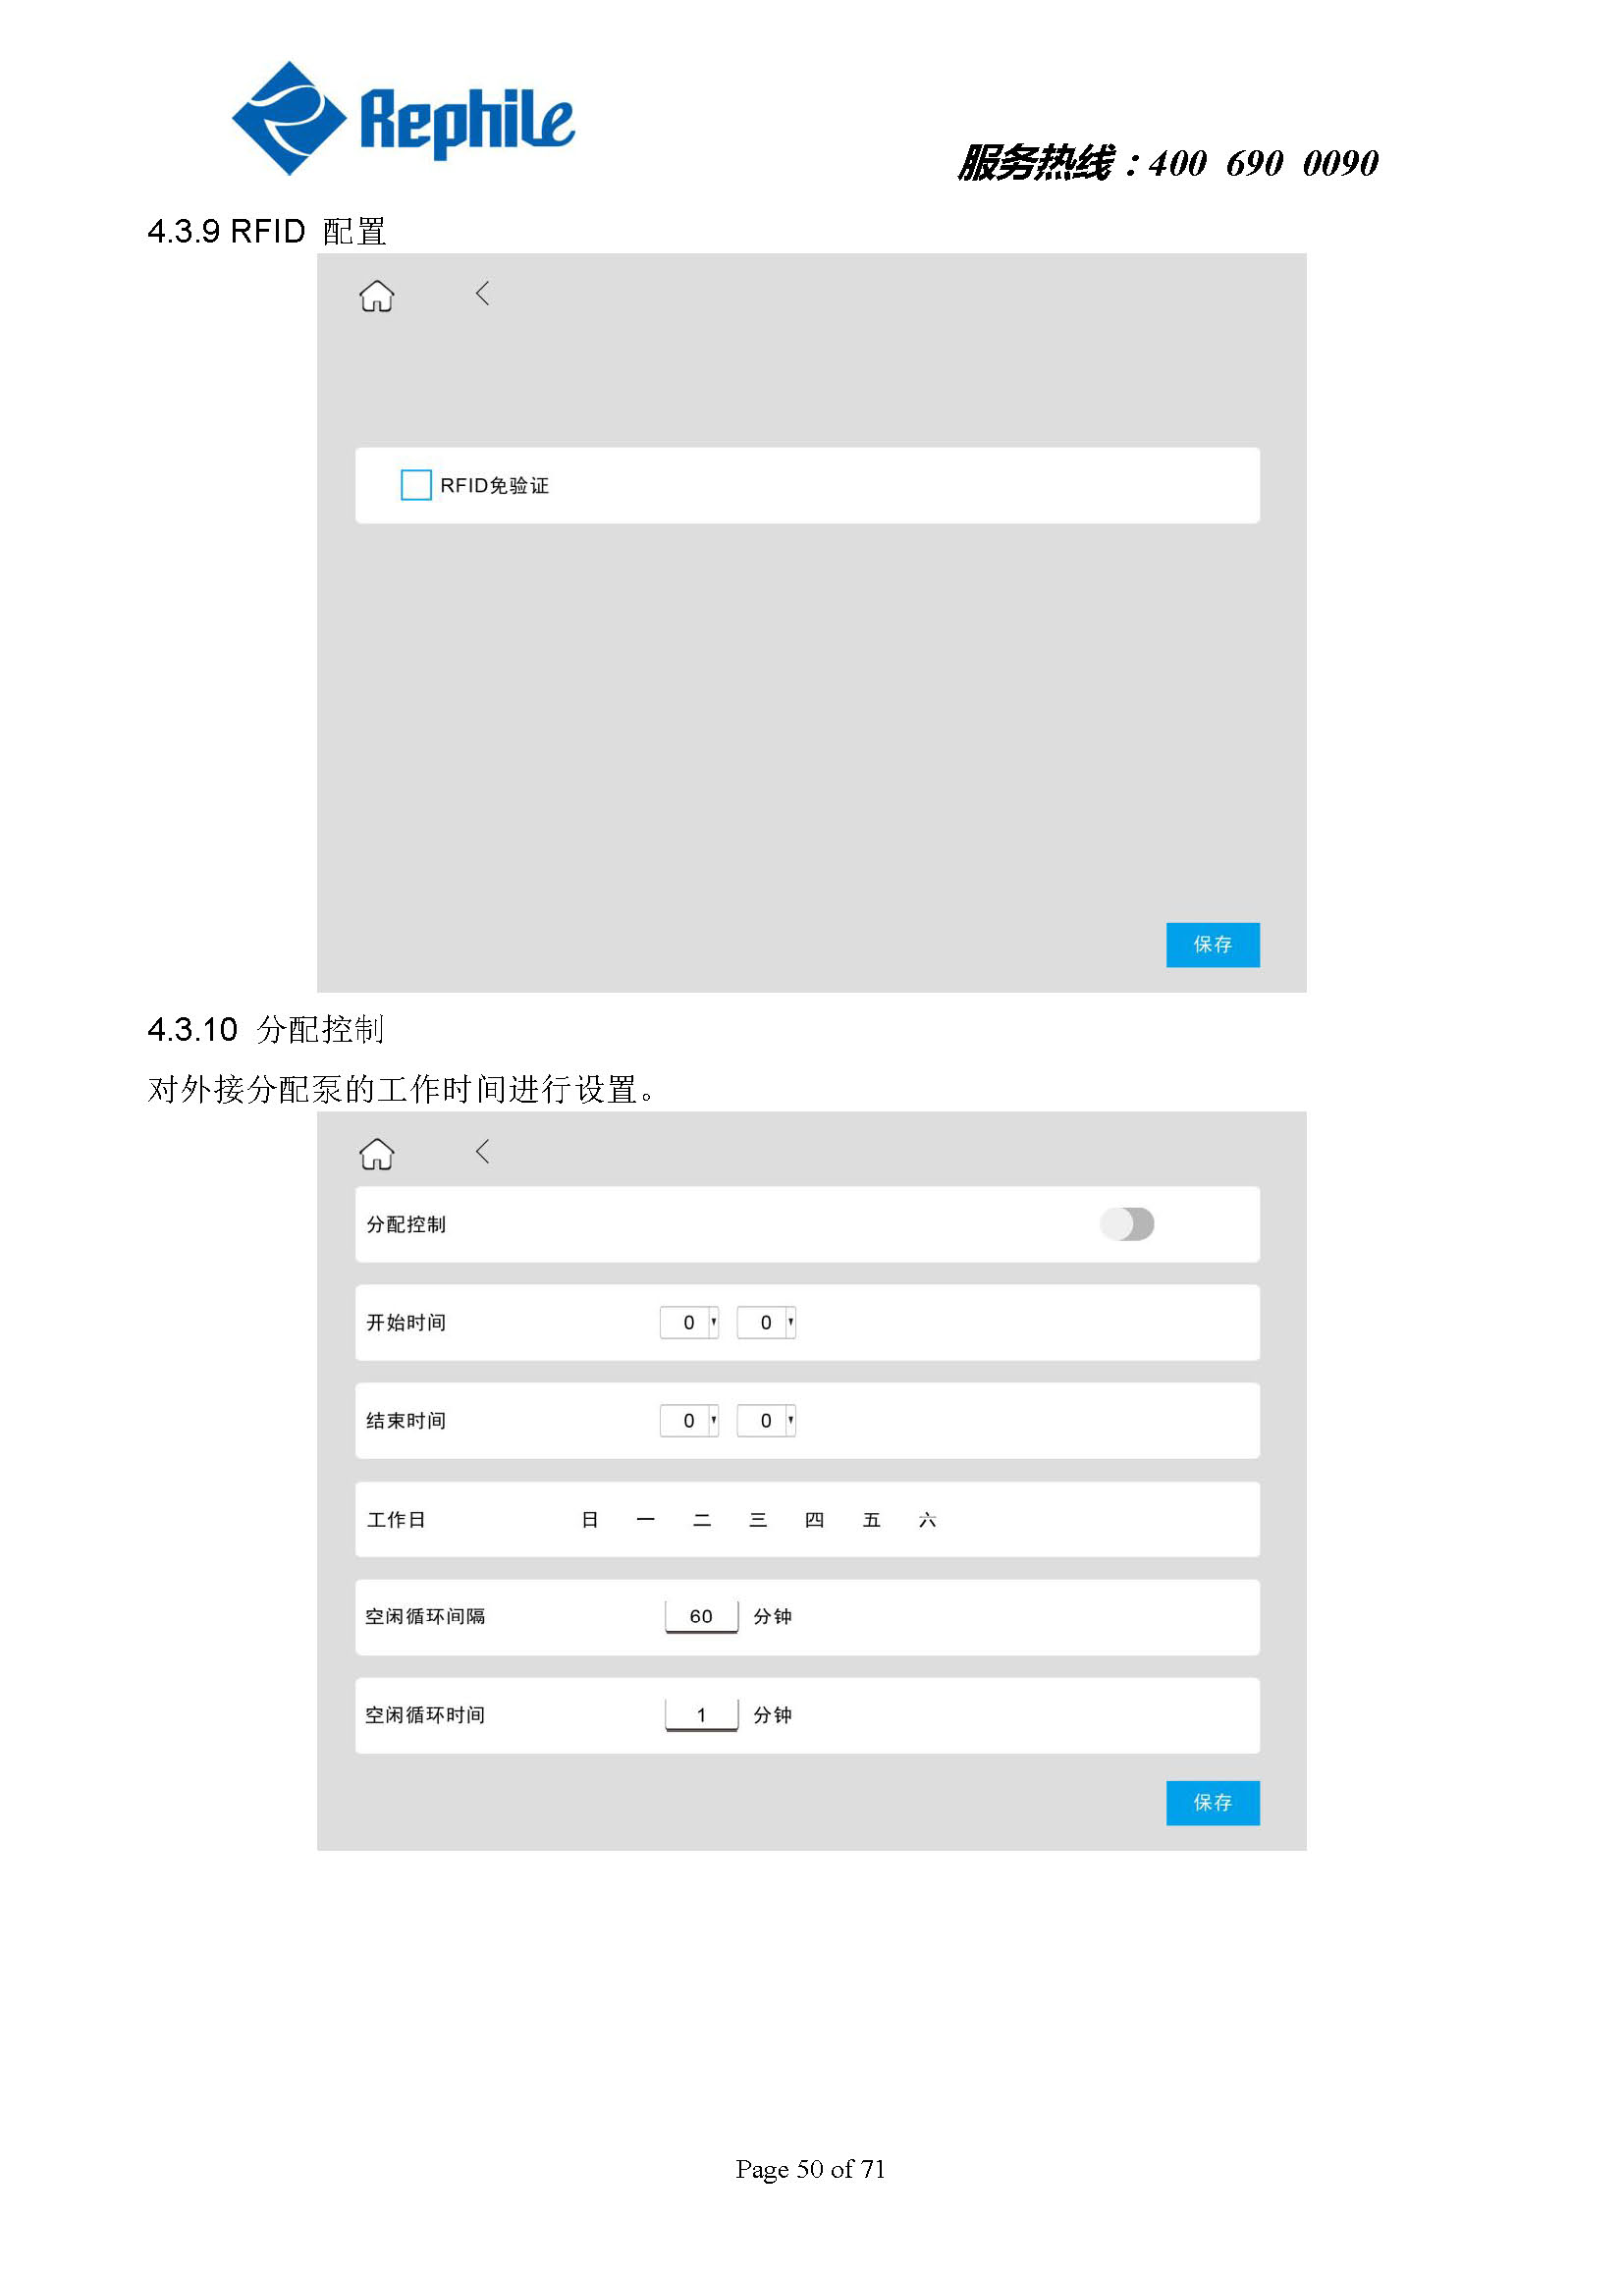 Rephile
服务热线：400 690 0090
4.3.9 RFID 配置
RFID免验证
保存
4.3.10 分配控制
对外接分配泵的工作时间进行设置。
分配控制
开始时间 0 0
结束时间 0 0
工作日 日 一 二 三 四 五 六
空闲循环间隔 60 分钟
空闲循环时间 1 分钟
保存
Page 50 of 71